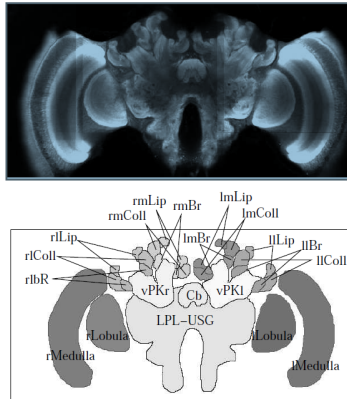 rmLip lmLip
rmBr lmColl
rmColl
rlLip lmBr llLip
rlColl llBr
rlbR llColl
vPKr Cb vPKl
LPL-USG
rLobula lLobula
rMedulla lMedulla